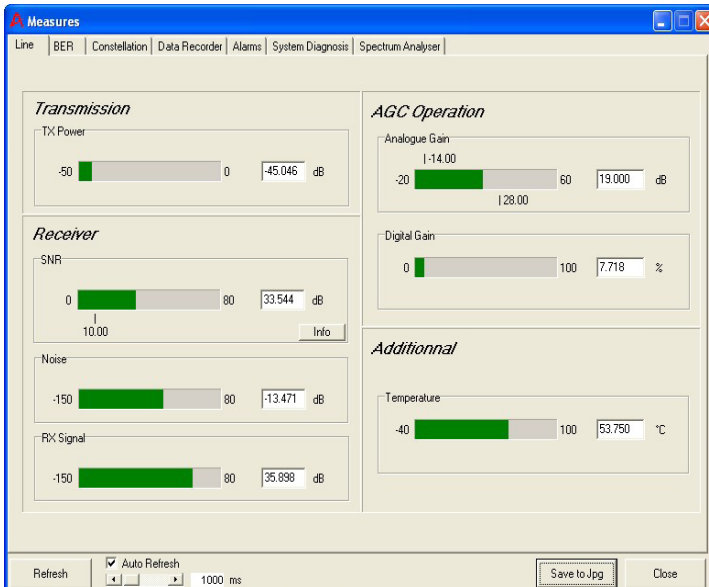 Measures
Line BER Constellation Data Recorder Alarms System Diagnosis Spectrum Analyser
Transmission
TX Power
-50 0 -45.046 dB
Receiver
SNR
0 80 33.544 dB
10.00
Info
Noise
-150 80 -13.471 dB
RX Signal
-150 80 35.898 dB
AGC Operation
Analogue Gain
-14.00
-20 60 19.000 dB
28.00
Digital Gain
0 100 7.718 %
Additionnal
Temperature
-40 100 53.750 °C
Refresh
Auto Refresh
1000 ms
Save to Jpg
Close